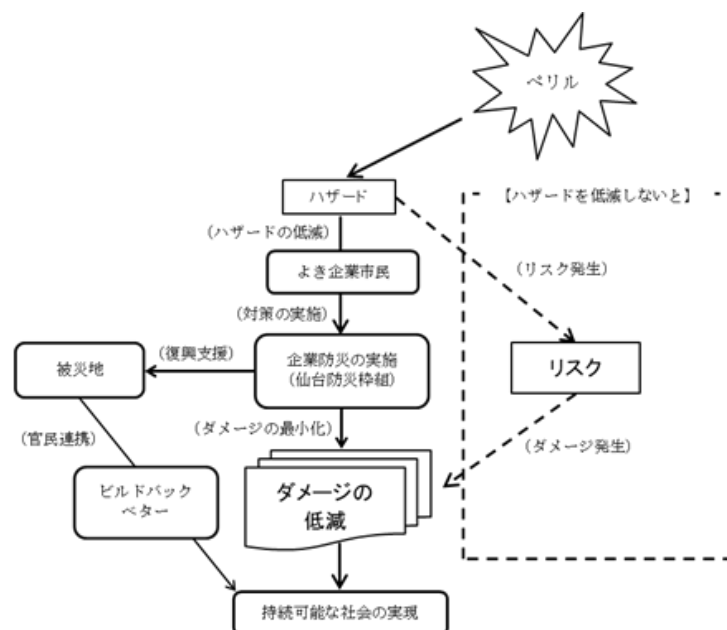 ペリル
ハザード
【ハザードを低減しないと】
(ハザードの低減)
よき企業市民
(リスク発生)
(対策の実施)
被災地
(復興支援)
企業防災の実施
(仙台防災枠組)
リスク
(官民連携)
(ダメージの最小化)
(ダメージ発生)
ビルドバック
ベター
ダメージの
低減
持続可能な社会の実現